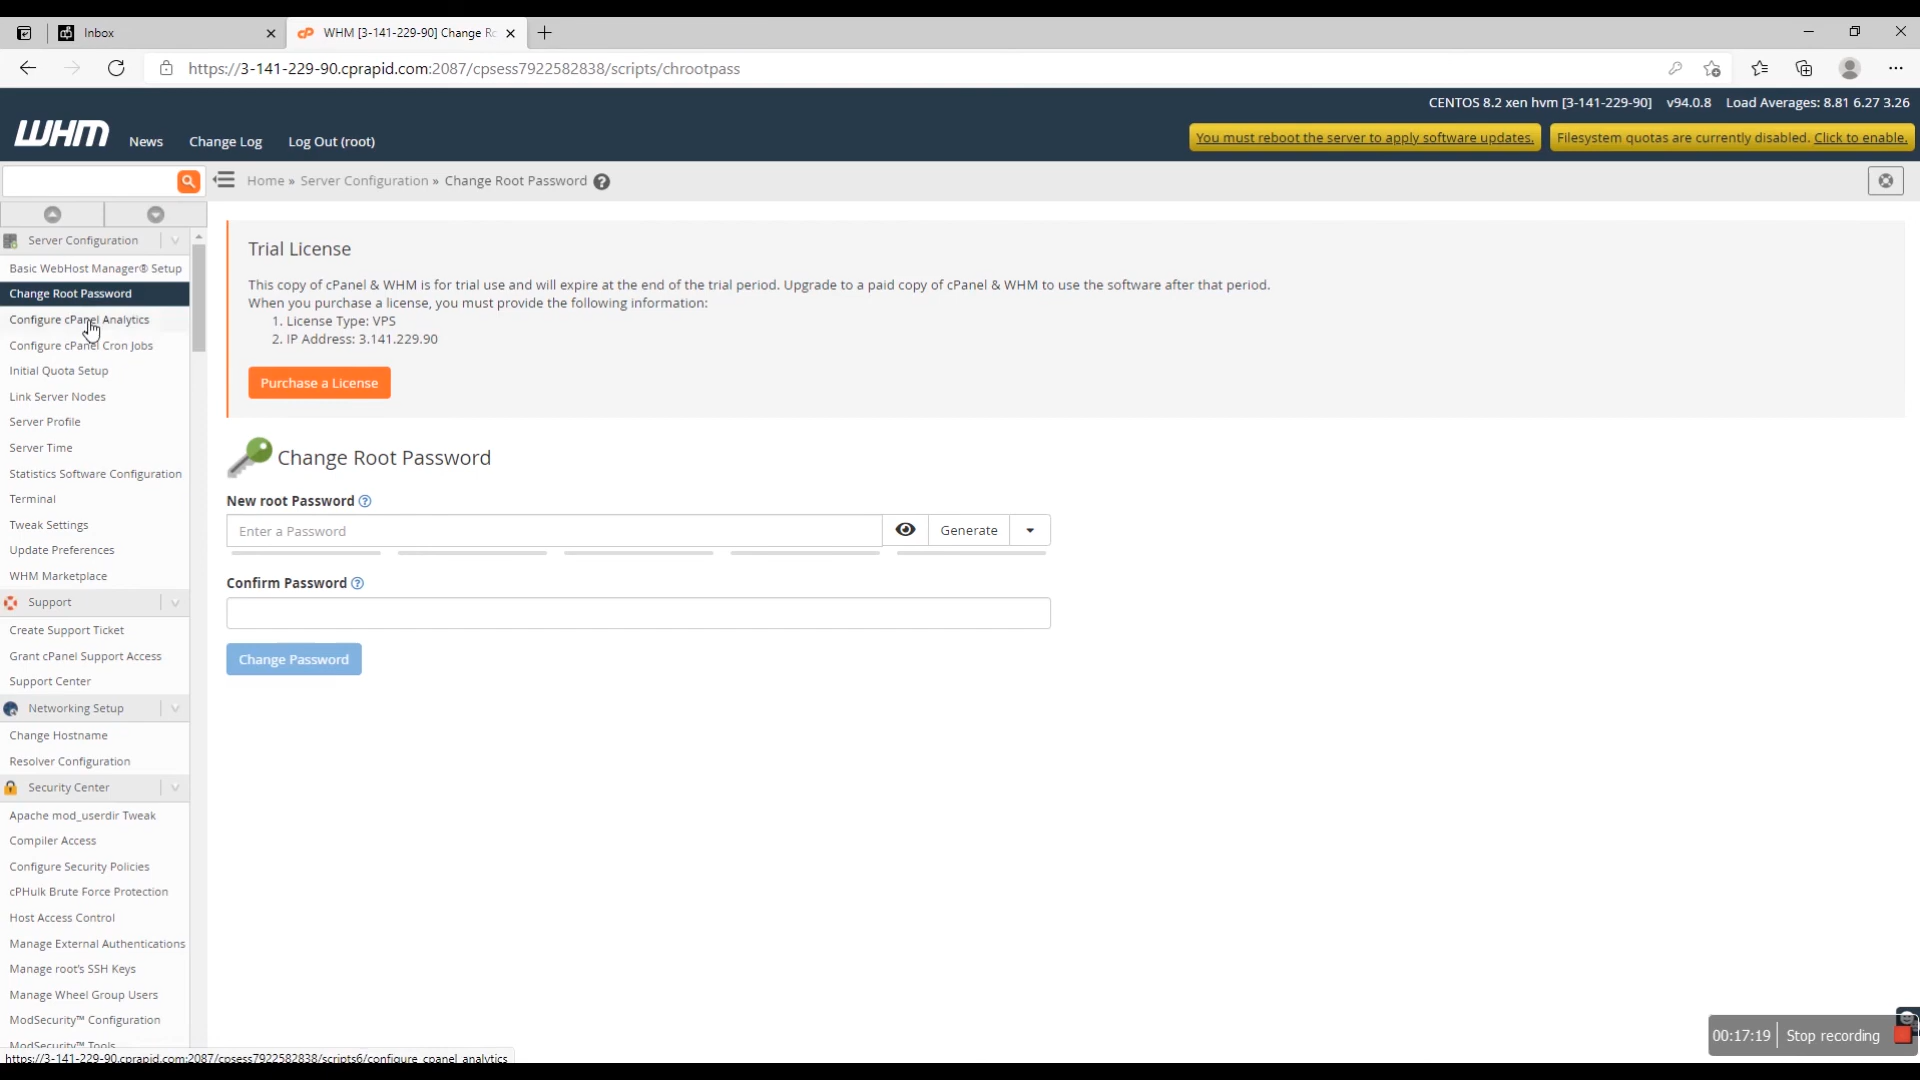 Inbox
WHM [3-141-229-90] Change Rc
https://3-141-229-90.cprapid.com:2087/cpsess7922582838/scripts/chrootpass
CENTOS 8.2 xen hvm [3-141-229-90] v94.0.8 Load Averages: 8.81 6.27 3.26
WHM
News
Change Log
Log Out (root)
You must reboot the server to apply software updates.
Filesystem quotas are currently disabled. Click to enable.
Home » Server Configuration » Change Root Password
Server Configuration
Basic WebHost Manager® Setup
Change Root Password
Configure cPanel Analytics
Configure cPanel Cron Jobs
Initial Quota Setup
Link Server Nodes
Server Profile
Server Time
Statistics Software Configuration
Terminal
Tweak Settings
Update Preferences
WHM Marketplace
Support
Create Support Ticket
Grant cPanel Support Access
Support Center
Networking Setup
Change Hostname
Resolver Configuration
Security Center
Apache mod_userdir Tweak
Compiler Access
Configure Security Policies
cPHulk Brute Force Protection
Host Access Control
Manage External Authentications
Manage root's SSH Keys
Manage Wheel Group Users
ModSecurity™ Configuration
ModSecurity™ Tools
https://3-141-229-90.cprapid.com:2087/cpsess7922582838/scripts6/configure_cpanel_analytics
Trial License
This copy of cPanel & WHM is for trial use and will expire at the end of the trial period. Upgrade to a paid copy of cPanel & WHM to use the software after that period.
When you purchase a license, you must provide the following information:
1. License Type: VPS
2. IP Address: 3.141.229.90
Purchase a License
Change Root Password
New root Password
Enter a Password
Generate
Confirm Password
Change Password
00:17:19
Stop recording